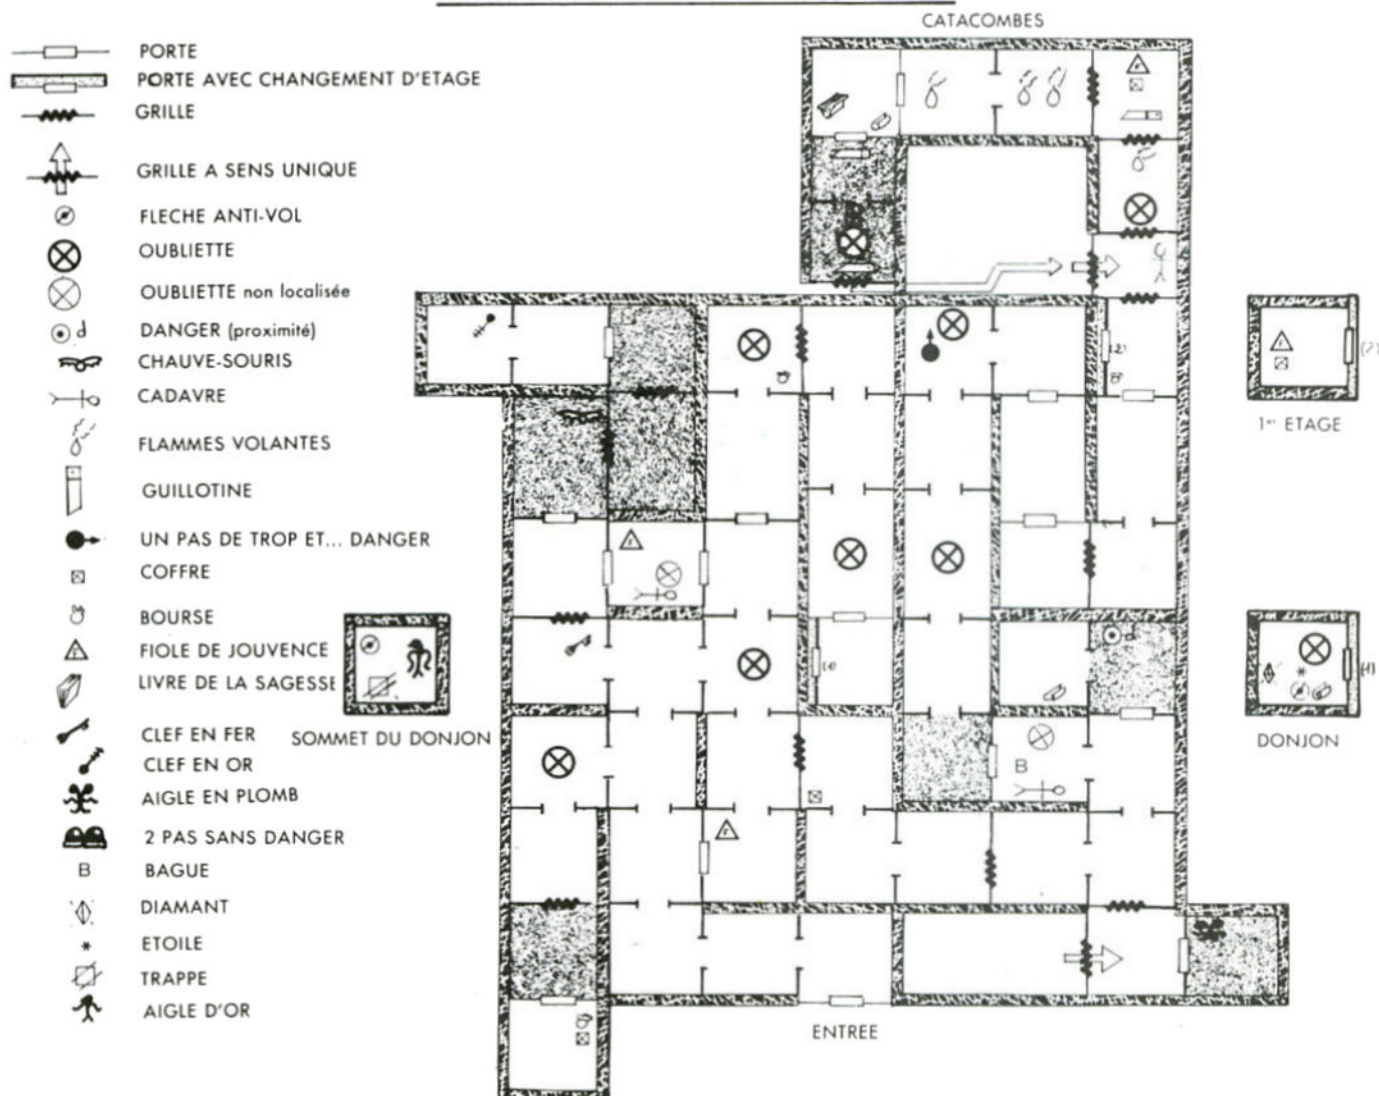 CATACOMBES
PORTE
PORTE AVEC CHANGEMENT D'ETAGE
GRILLE
GRILLE A SENS UNIQUE
FLECHE ANTI-VOL
OUBLIETTE
OUBLIETTE non localisée
DANGER (proximité)
CHAUVE-SOURIS
CADAVRE
FLAMMES VOLANTES
GUILLOTINE
UN PAS DE TROP ET... DANGER
COFFRE
BOURSE
FIOLE DE JOUVENCE
LIVRE DE LA SAGESSE
CLEF EN FER
CLEF EN OR
AIGLE EN PLOMB
2 PAS SANS DANGER
B BAGUE
DIAMANT
ETOILE
TRAPPE
AIGLE D'OR
SOMMET DU DONJON
(2)
1er ETAGE
d
(1)
DONJON
B
ENTREE